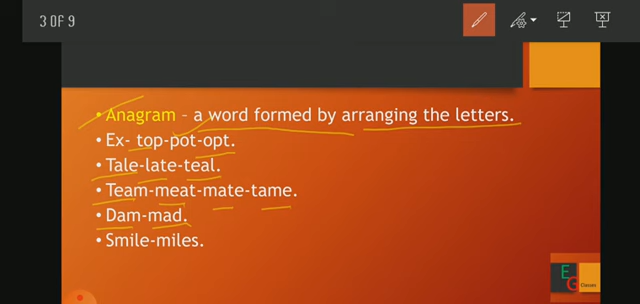 3 OF 9
• Anagram – a word formed by arranging the letters.
• Ex- top-pot-opt.
• Tale-late-teal.
• Team-meat-mate-tame.
• Dam-mad.
• Smile-miles.
EG Classes